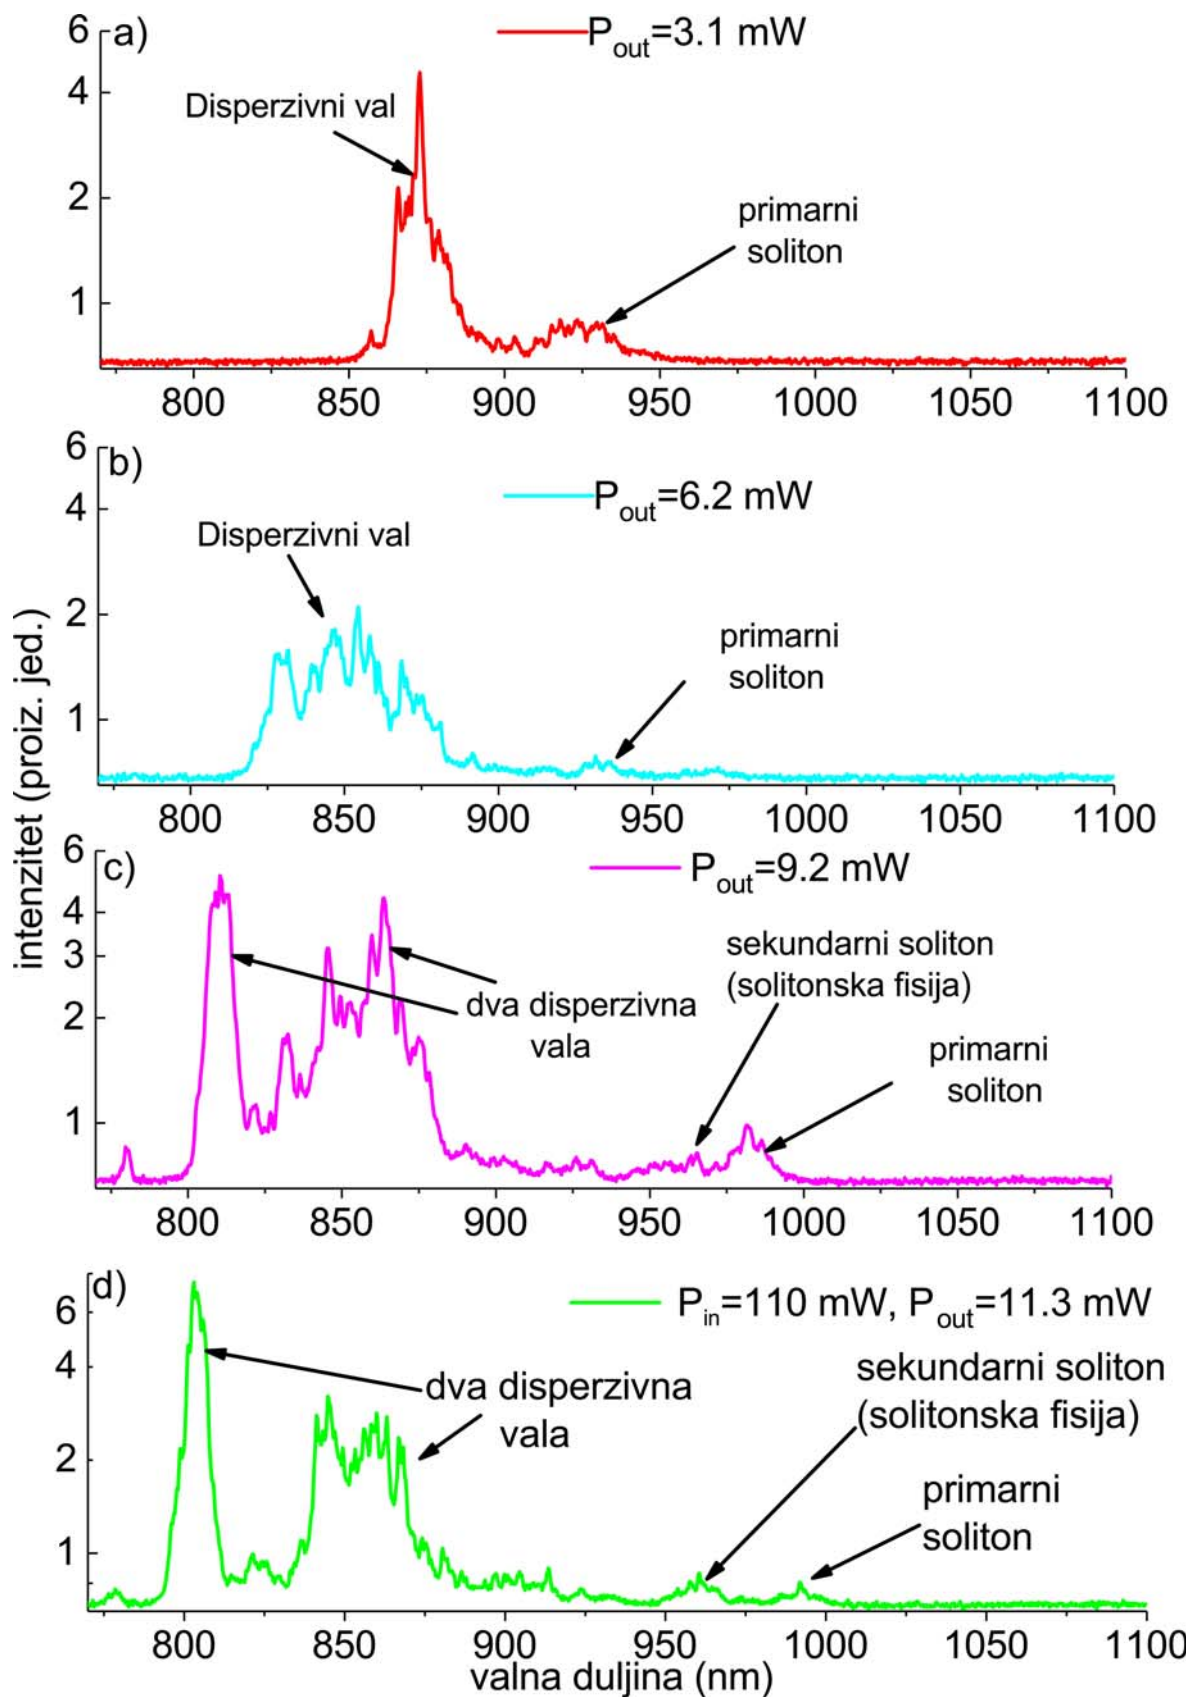 a)
P_out=3.1 mW
Disperzivni val
primarni
soliton
6
4
2
1
800 850 900 950 1000 1050 1100
b)
P_out=6.2 mW
Disperzivni val
primarni
soliton
6
4
2
1
800 850 900 950 1000 1050 1100
intenzitet (proiz. jed.)
c)
P_out=9.2 mW
sekundarni soliton
(solitonska fisija)
dva disperzivna
vala
primarni
soliton
6
4
3
2
1
800 850 900 950 1000 1050 1100
d)
P_in=110 mW, P_out=11.3 mW
sekundarni soliton
(solitonska fisija)
dva disperzivna
vala
primarni
soliton
6
4
2
1
800 850 900 950 1000 1050 1100
valna duljina (nm)